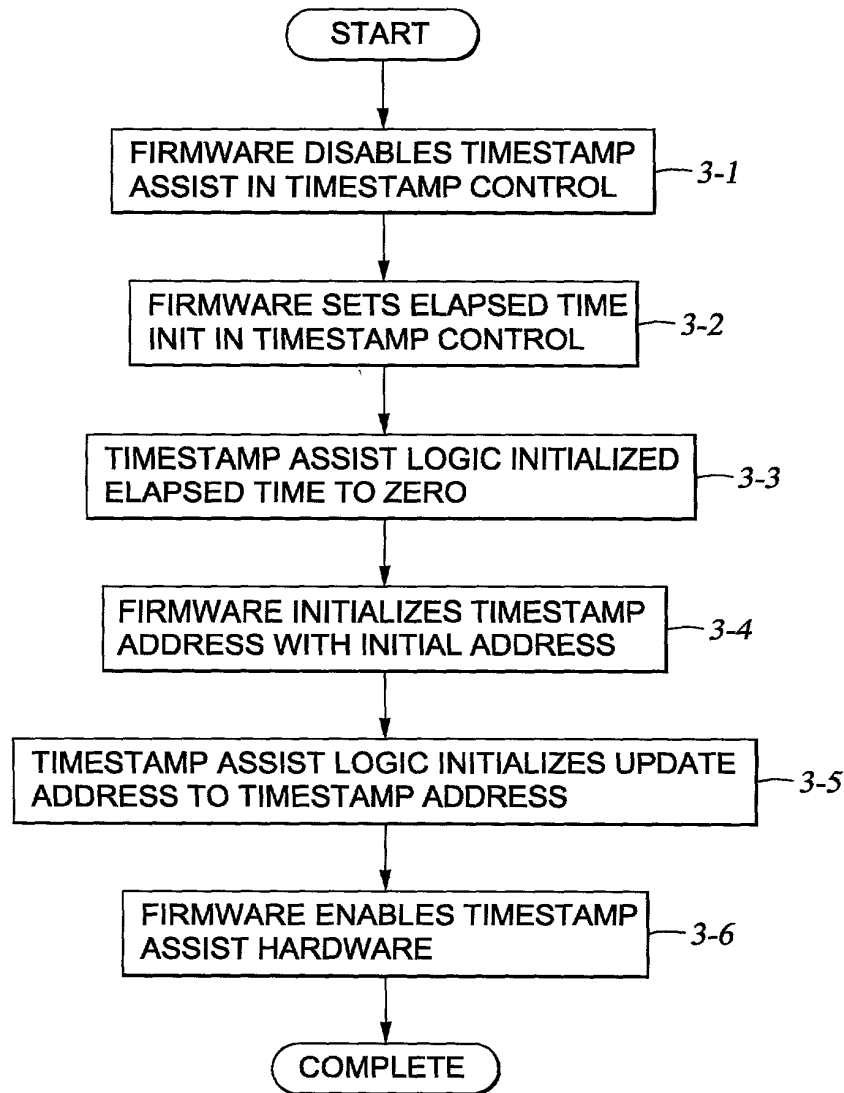 START
FIRMWARE DISABLES TIMESTAMP
ASSIST IN TIMESTAMP CONTROL
3-1
FIRMWARE SETS ELAPSED TIME
INIT IN TIMESTAMP CONTROL
3-2
TIMESTAMP ASSIST LOGIC INITIALIZED
ELAPSED TIME TO ZERO
3-3
FIRMWARE INITIALIZES TIMESTAMP
ADDRESS WITH INITIAL ADDRESS
3-4
TIMESTAMP ASSIST LOGIC INITIALIZES UPDATE
ADDRESS TO TIMESTAMP ADDRESS
3-5
FIRMWARE ENABLES TIMESTAMP
ASSIST HARDWARE
3-6
COMPLETE